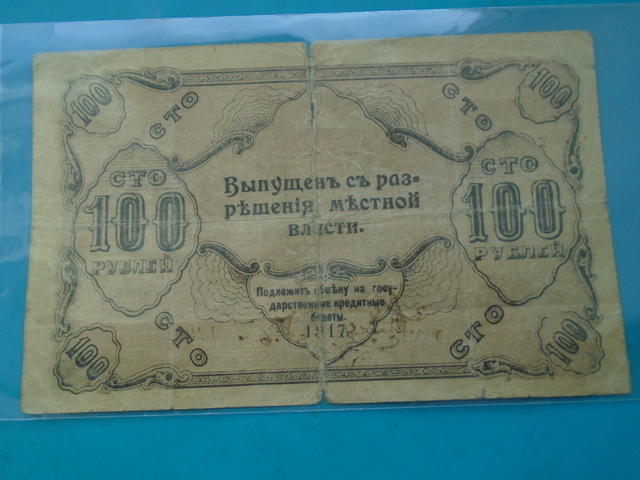 100 100
СТО СТО
СТО СТО
100 100
РУБЛЕЙ РУБЛЕЙ
Выпущенъ съ раз-
рѣшенія мѣстной
власти.
Подлежитъ обмѣну на госу-
дарственные кредитные
билеты.
1917
СТО СТО
100 100